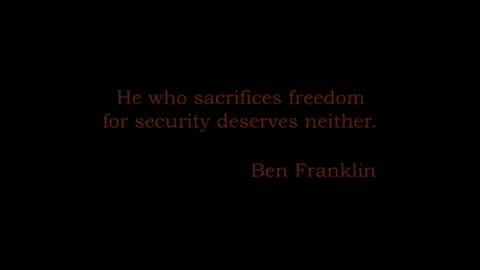 He who sacrifices freedom
for security deserves neither.
Ben Franklin